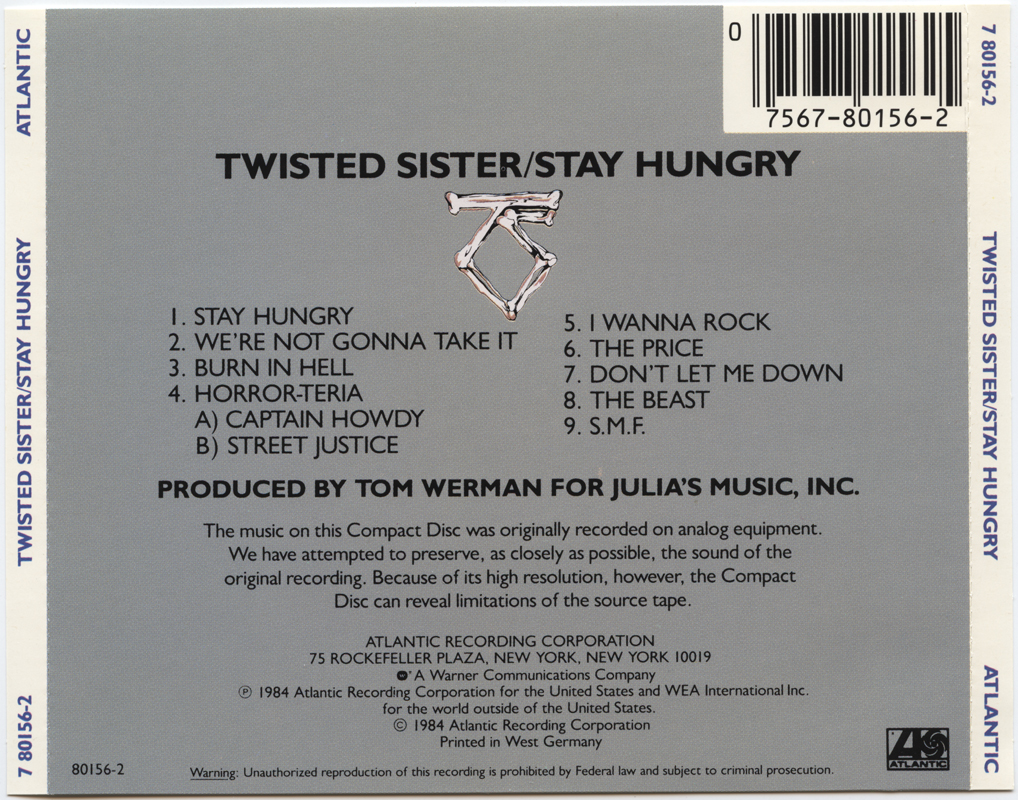 ATLANTIC
TWISTED SISTER/STAY HUNGRY
7 80156-2
0
7567-80156-2
TWISTED SISTER/STAY HUNGRY
1. STAY HUNGRY
2. WE'RE NOT GONNA TAKE IT
3. BURN IN HELL
4. HORROR-TERIA
A) CAPTAIN HOWDY
B) STREET JUSTICE
5. I WANNA ROCK
6. THE PRICE
7. DON'T LET ME DOWN
8. THE BEAST
9. S.M.F.
PRODUCED BY TOM WERMAN FOR JULIA'S MUSIC, INC.
The music on this Compact Disc was originally recorded on analog equipment.
We have attempted to preserve, as closely as possible, the sound of the
original recording. Because of its high resolution, however, the Compact
Disc can reveal limitations of the source tape.
ATLANTIC RECORDING CORPORATION
75 ROCKEFELLER PLAZA, NEW YORK, NEW YORK 10019
A Warner Communications Company
℗ 1984 Atlantic Recording Corporation for the United States and WEA International Inc.
for the world outside of the United States.
© 1984 Atlantic Recording Corporation
Printed in West Germany
80156-2
Warning: Unauthorized reproduction of this recording is prohibited by Federal law and subject to criminal prosecution.
ATLANTIC
7 80156-2
TWISTED SISTER/STAY HUNGRY
ATLANTIC